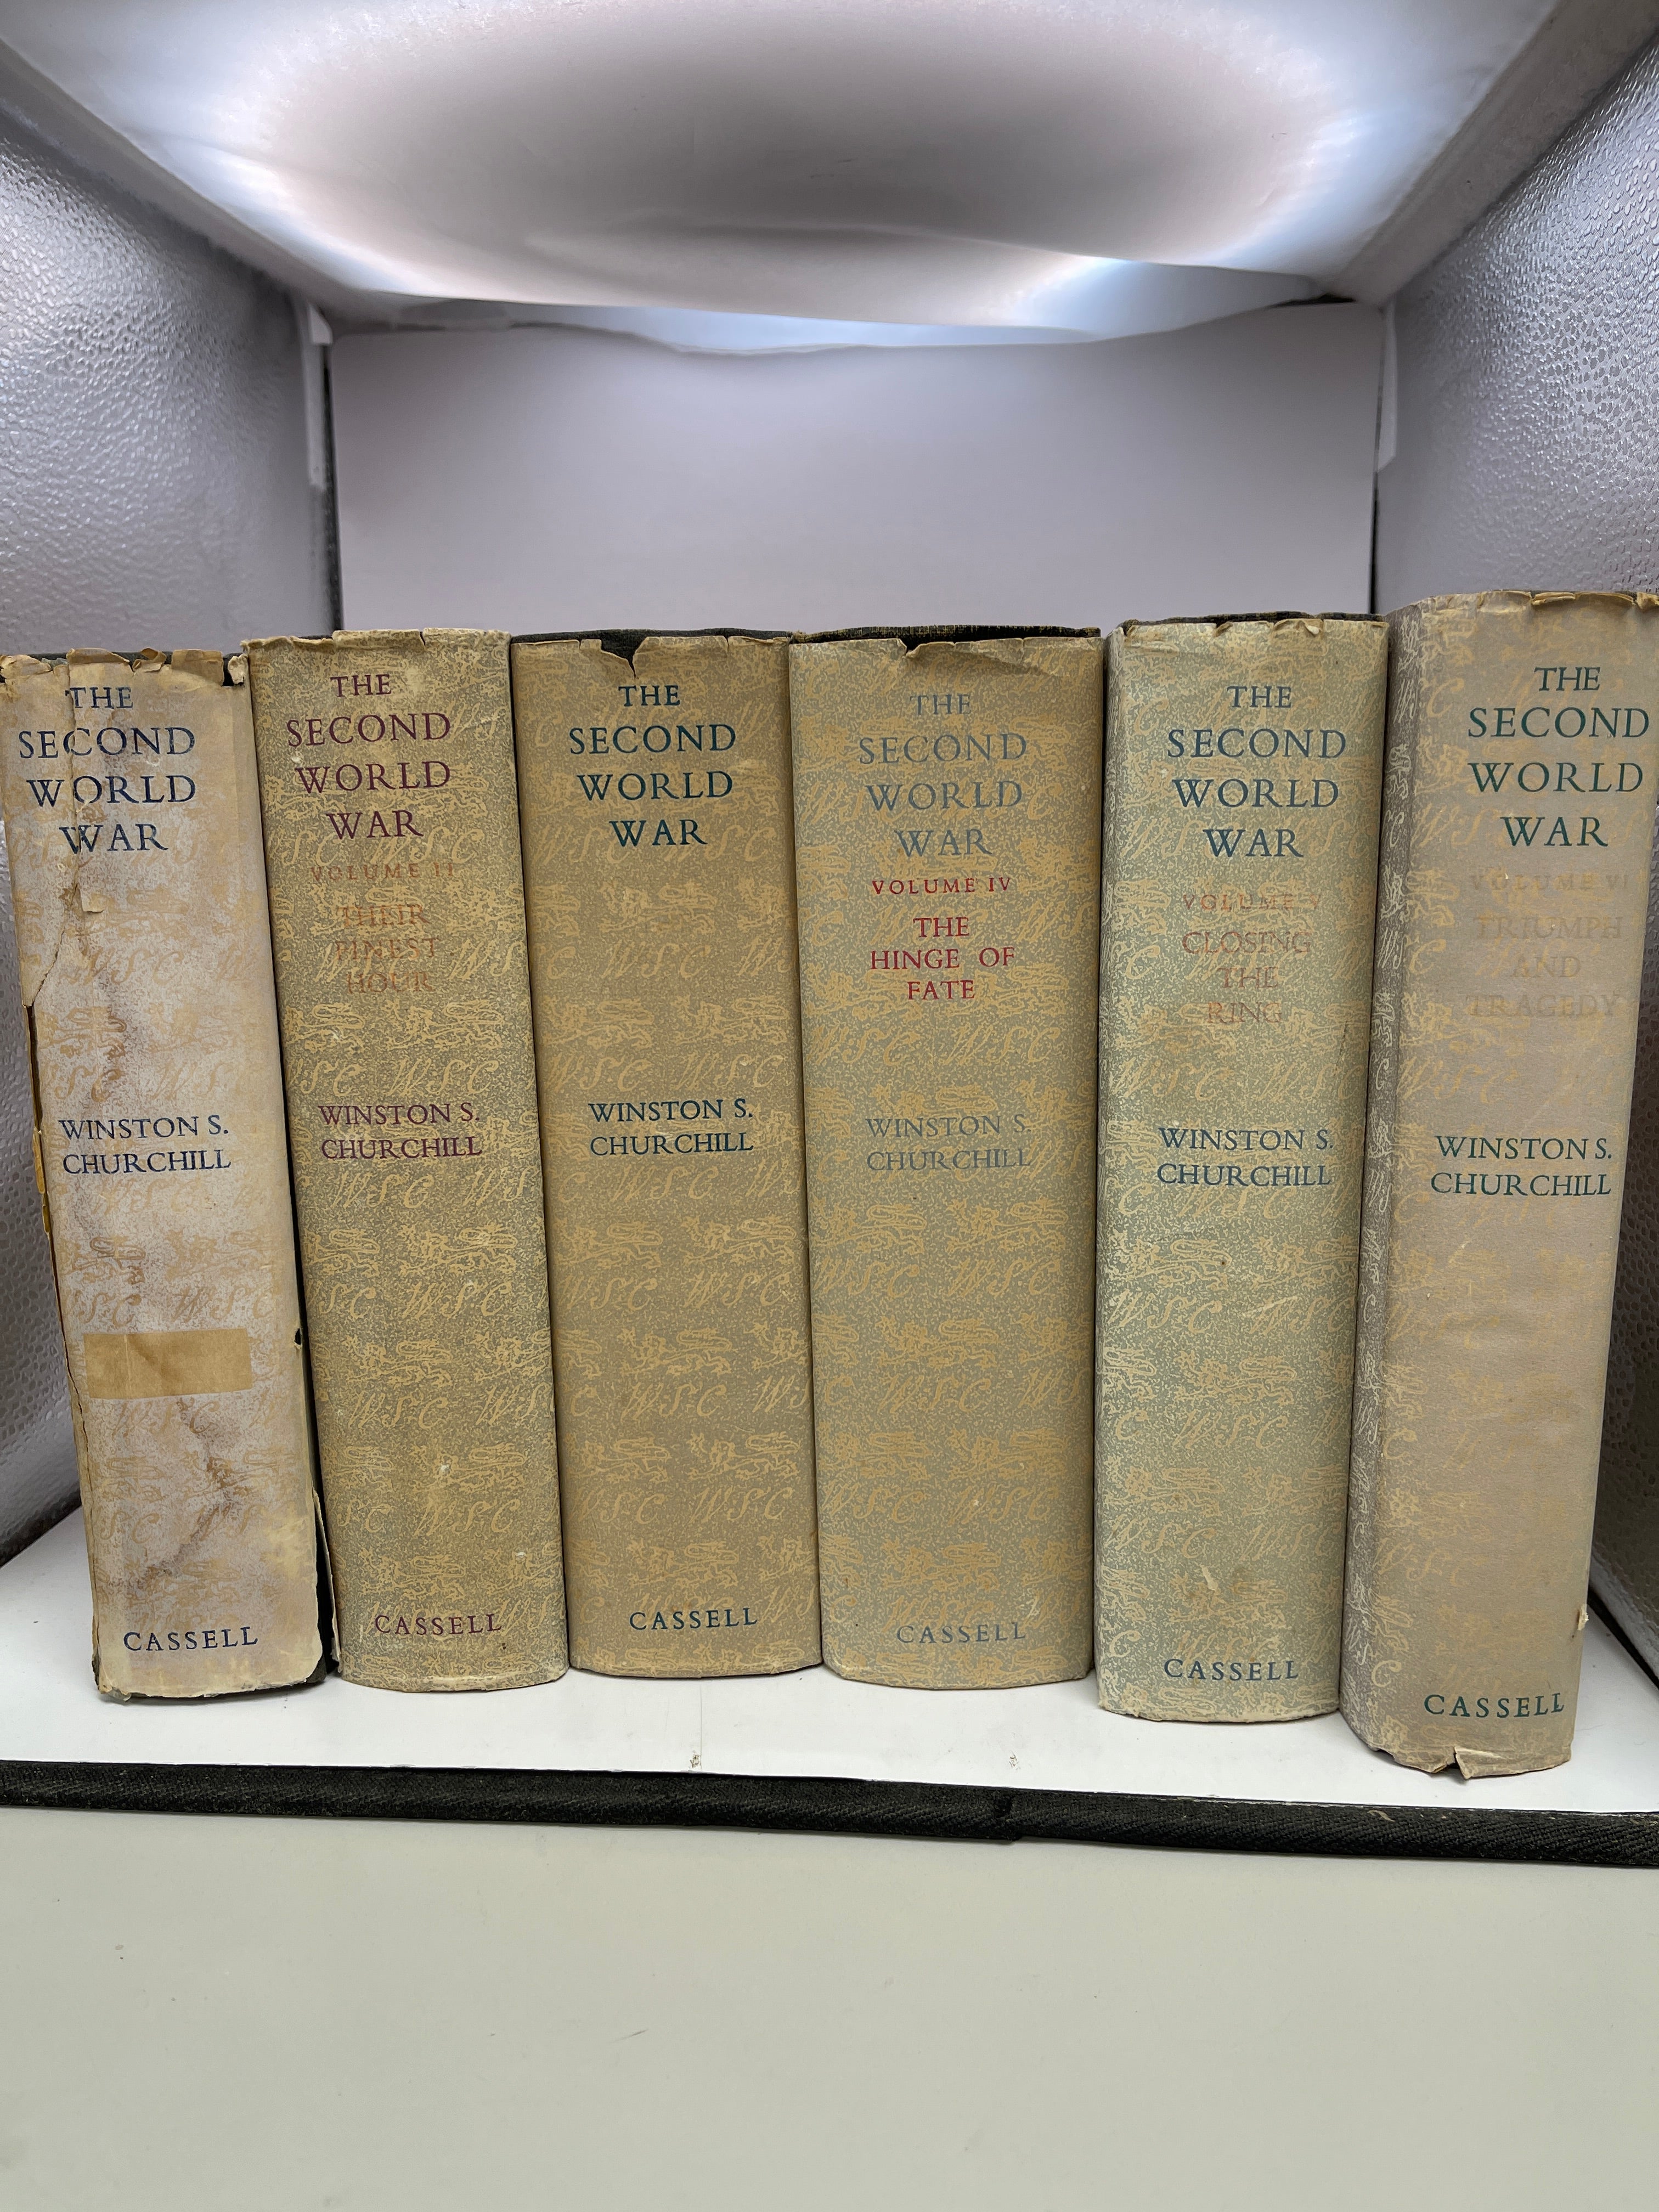 THE
SECOND
WORLD
WAR
WINSTON S.
CHURCHILL
CASSELL
THE
SECOND
WORLD
WAR
VOLUME II
THEIR
FINEST
HOUR
WINSTON S.
CHURCHILL
CASSELL
THE
SECOND
WORLD
WAR
WINSTON S.
CHURCHILL
CASSELL
THE
SECOND
WORLD
WAR
VOLUME IV
THE
HINGE OF
FATE
WINSTON S.
CHURCHILL
CASSELL
THE
SECOND
WORLD
WAR
VOLUME V
CLOSING
THE
RING
WINSTON S.
CHURCHILL
CASSELL
THE
SECOND
WORLD
WAR
VOLUME VI
TRIUMPH
AND
TRAGEDY
WINSTON S.
CHURCHILL
CASSELL